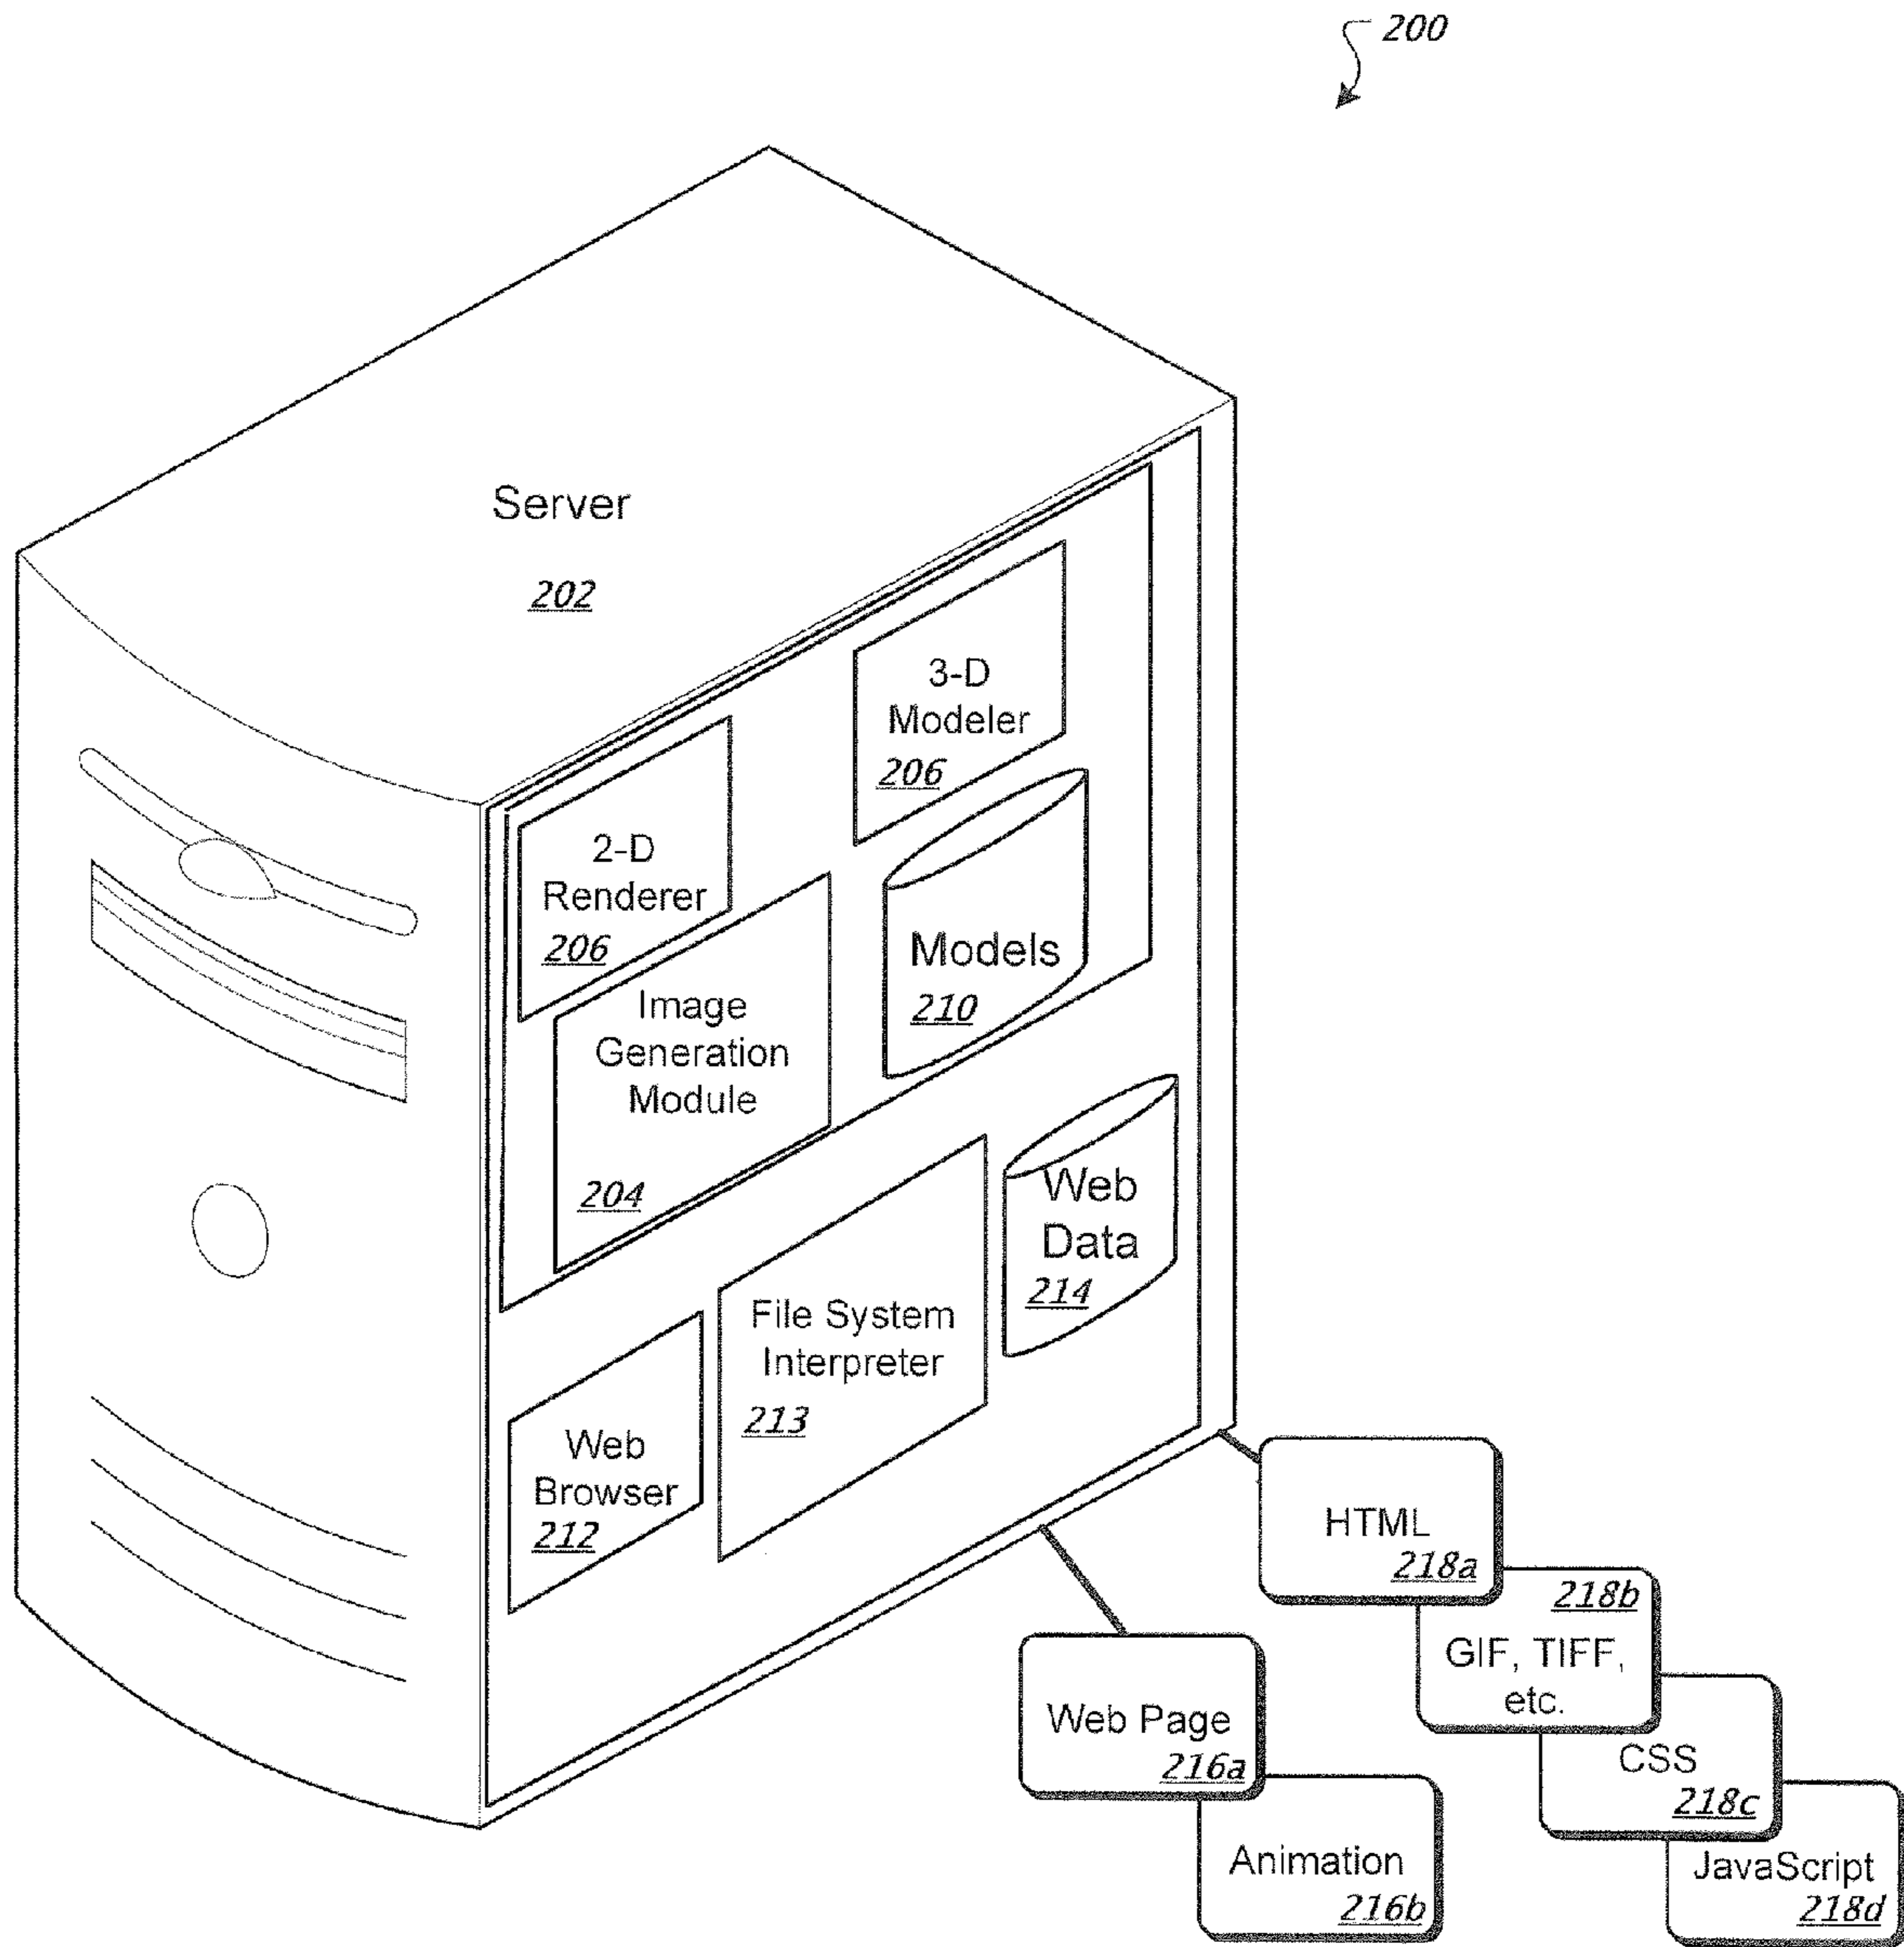 200
Server
202
3-D
Modeler
206
2-D
Renderer
206
Models
210
Image
Generation
Module
204
Web
Data
214
File System
Interpreter
213
Web
Browser
212
HTML
218a
218b
GIF, TIFF,
etc.
Web Page
216a
CSS
218c
Animation
216b
JavaScript
218d